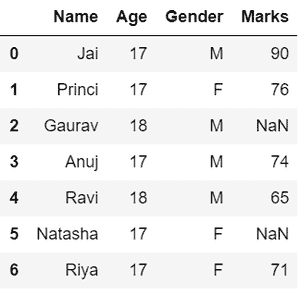 Name Age Gender Marks
0 Jai 17 M 90
1 Princi 17 F 76
2 Gaurav 18 M NaN
3 Anuj 17 M 74
4 Ravi 18 M 65
5 Natasha 17 F NaN
6 Riya 17 F 71